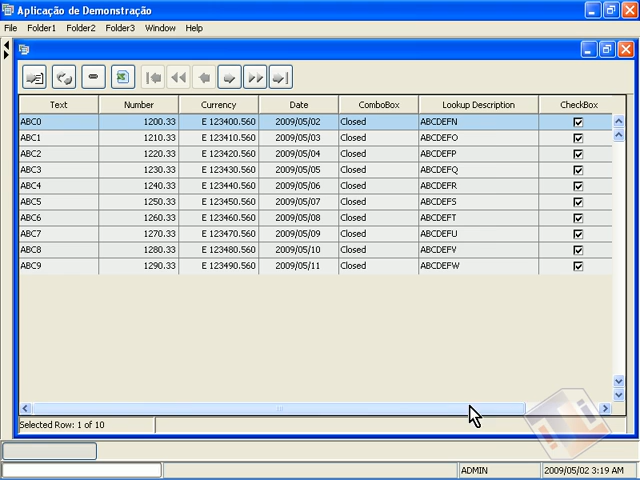 Aplicação de Demonstração
File Folder1 Folder2 Folder3 Window Help
Text Number Currency Date ComboBox Lookup Description CheckBox
ABC0 1200.33 E 123400.560 2009/05/02 Closed ABCDEFN
ABC1 1210.33 E 123410.560 2009/05/03 Closed ABCDEFO
ABC2 1220.33 E 123420.560 2009/05/04 Closed ABCDEFP
ABC3 1230.33 E 123430.560 2009/05/05 Closed ABCDEFQ
ABC4 1240.33 E 123440.560 2009/05/06 Closed ABCDEFR
ABC5 1250.33 E 123450.560 2009/05/07 Closed ABCDEFS
ABC6 1260.33 E 123460.560 2009/05/08 Closed ABCDEFT
ABC7 1270.33 E 123470.560 2009/05/09 Closed ABCDEFU
ABC8 1280.33 E 123480.560 2009/05/10 Closed ABCDEFV
ABC9 1290.33 E 123490.560 2009/05/11 Closed ABCDEFW
Selected Row: 1 of 10
ADMIN 2009/05/02 3:19 AM